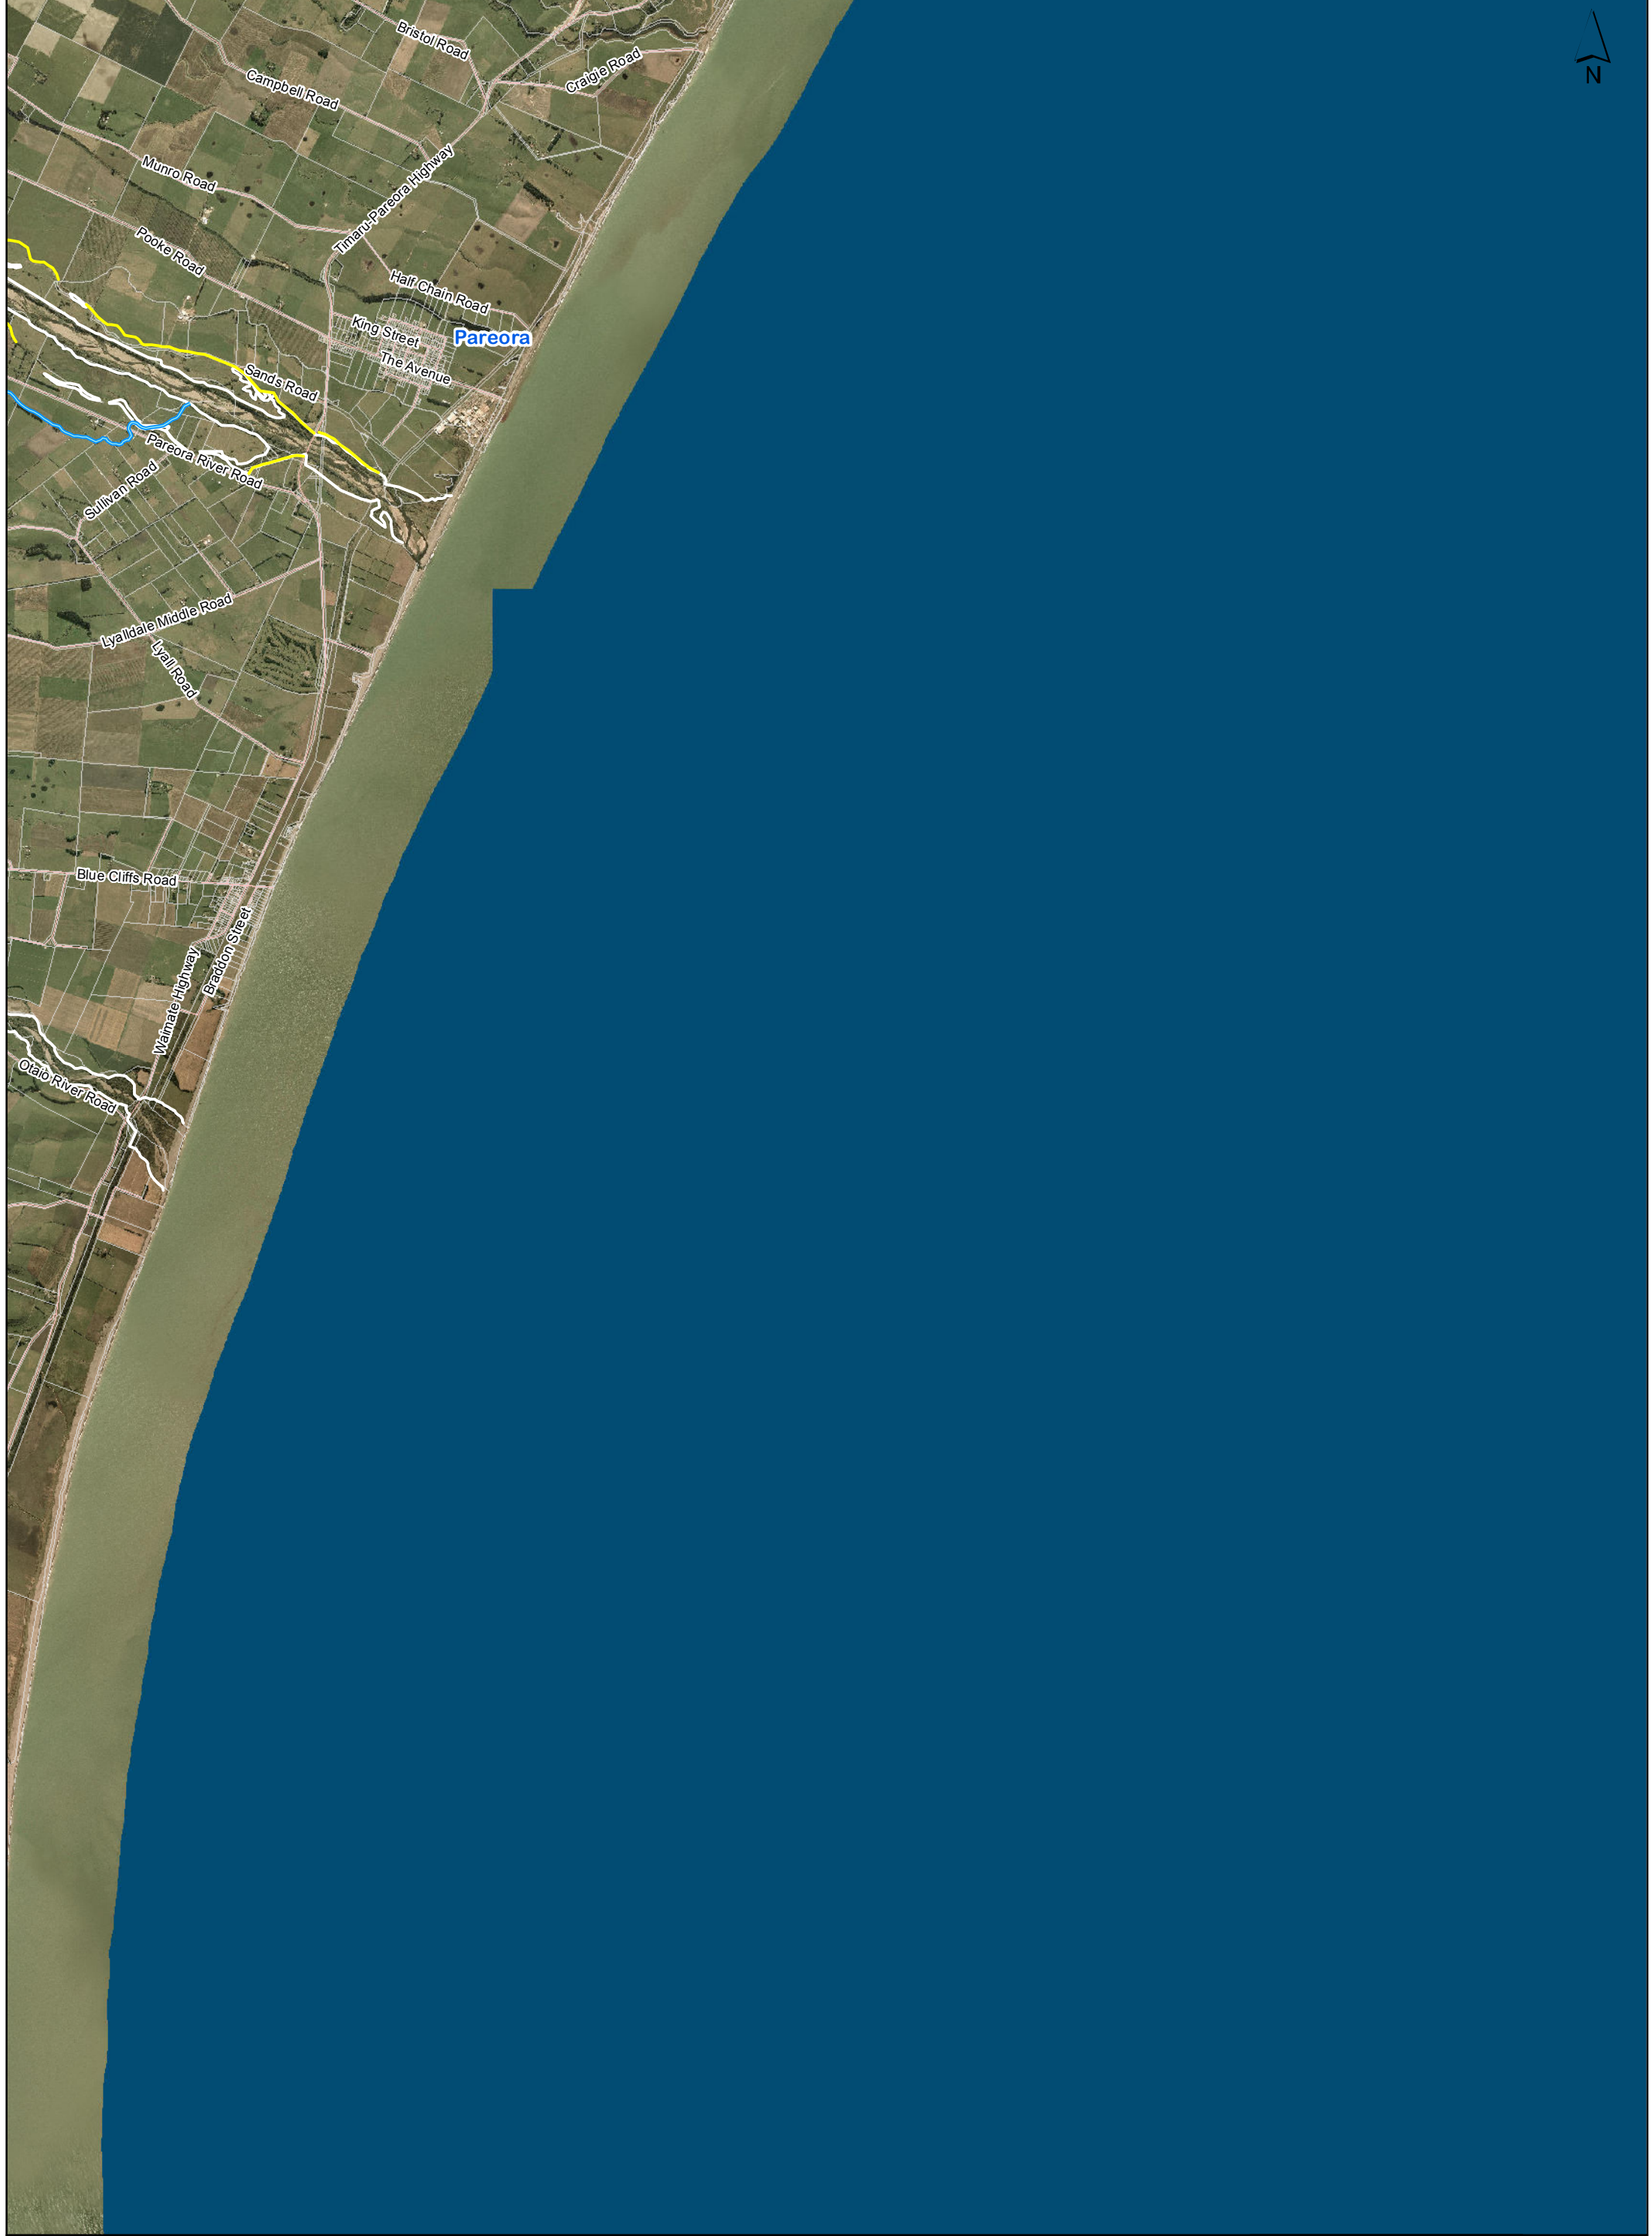 Bristol Road
Craigie Road
N
Campbell Road
Munro Road
Timaru-Pareora Highway
Pooke Road
Half Chain Road
King Street
Pareora
The Avenue
Sands Road
Pareora River Road
Sullivan Road
Lyalldale Middle Road
Lyall Road
Blue Cliffs Road
Braddon Street
Waimate Highway
Otaio River Road